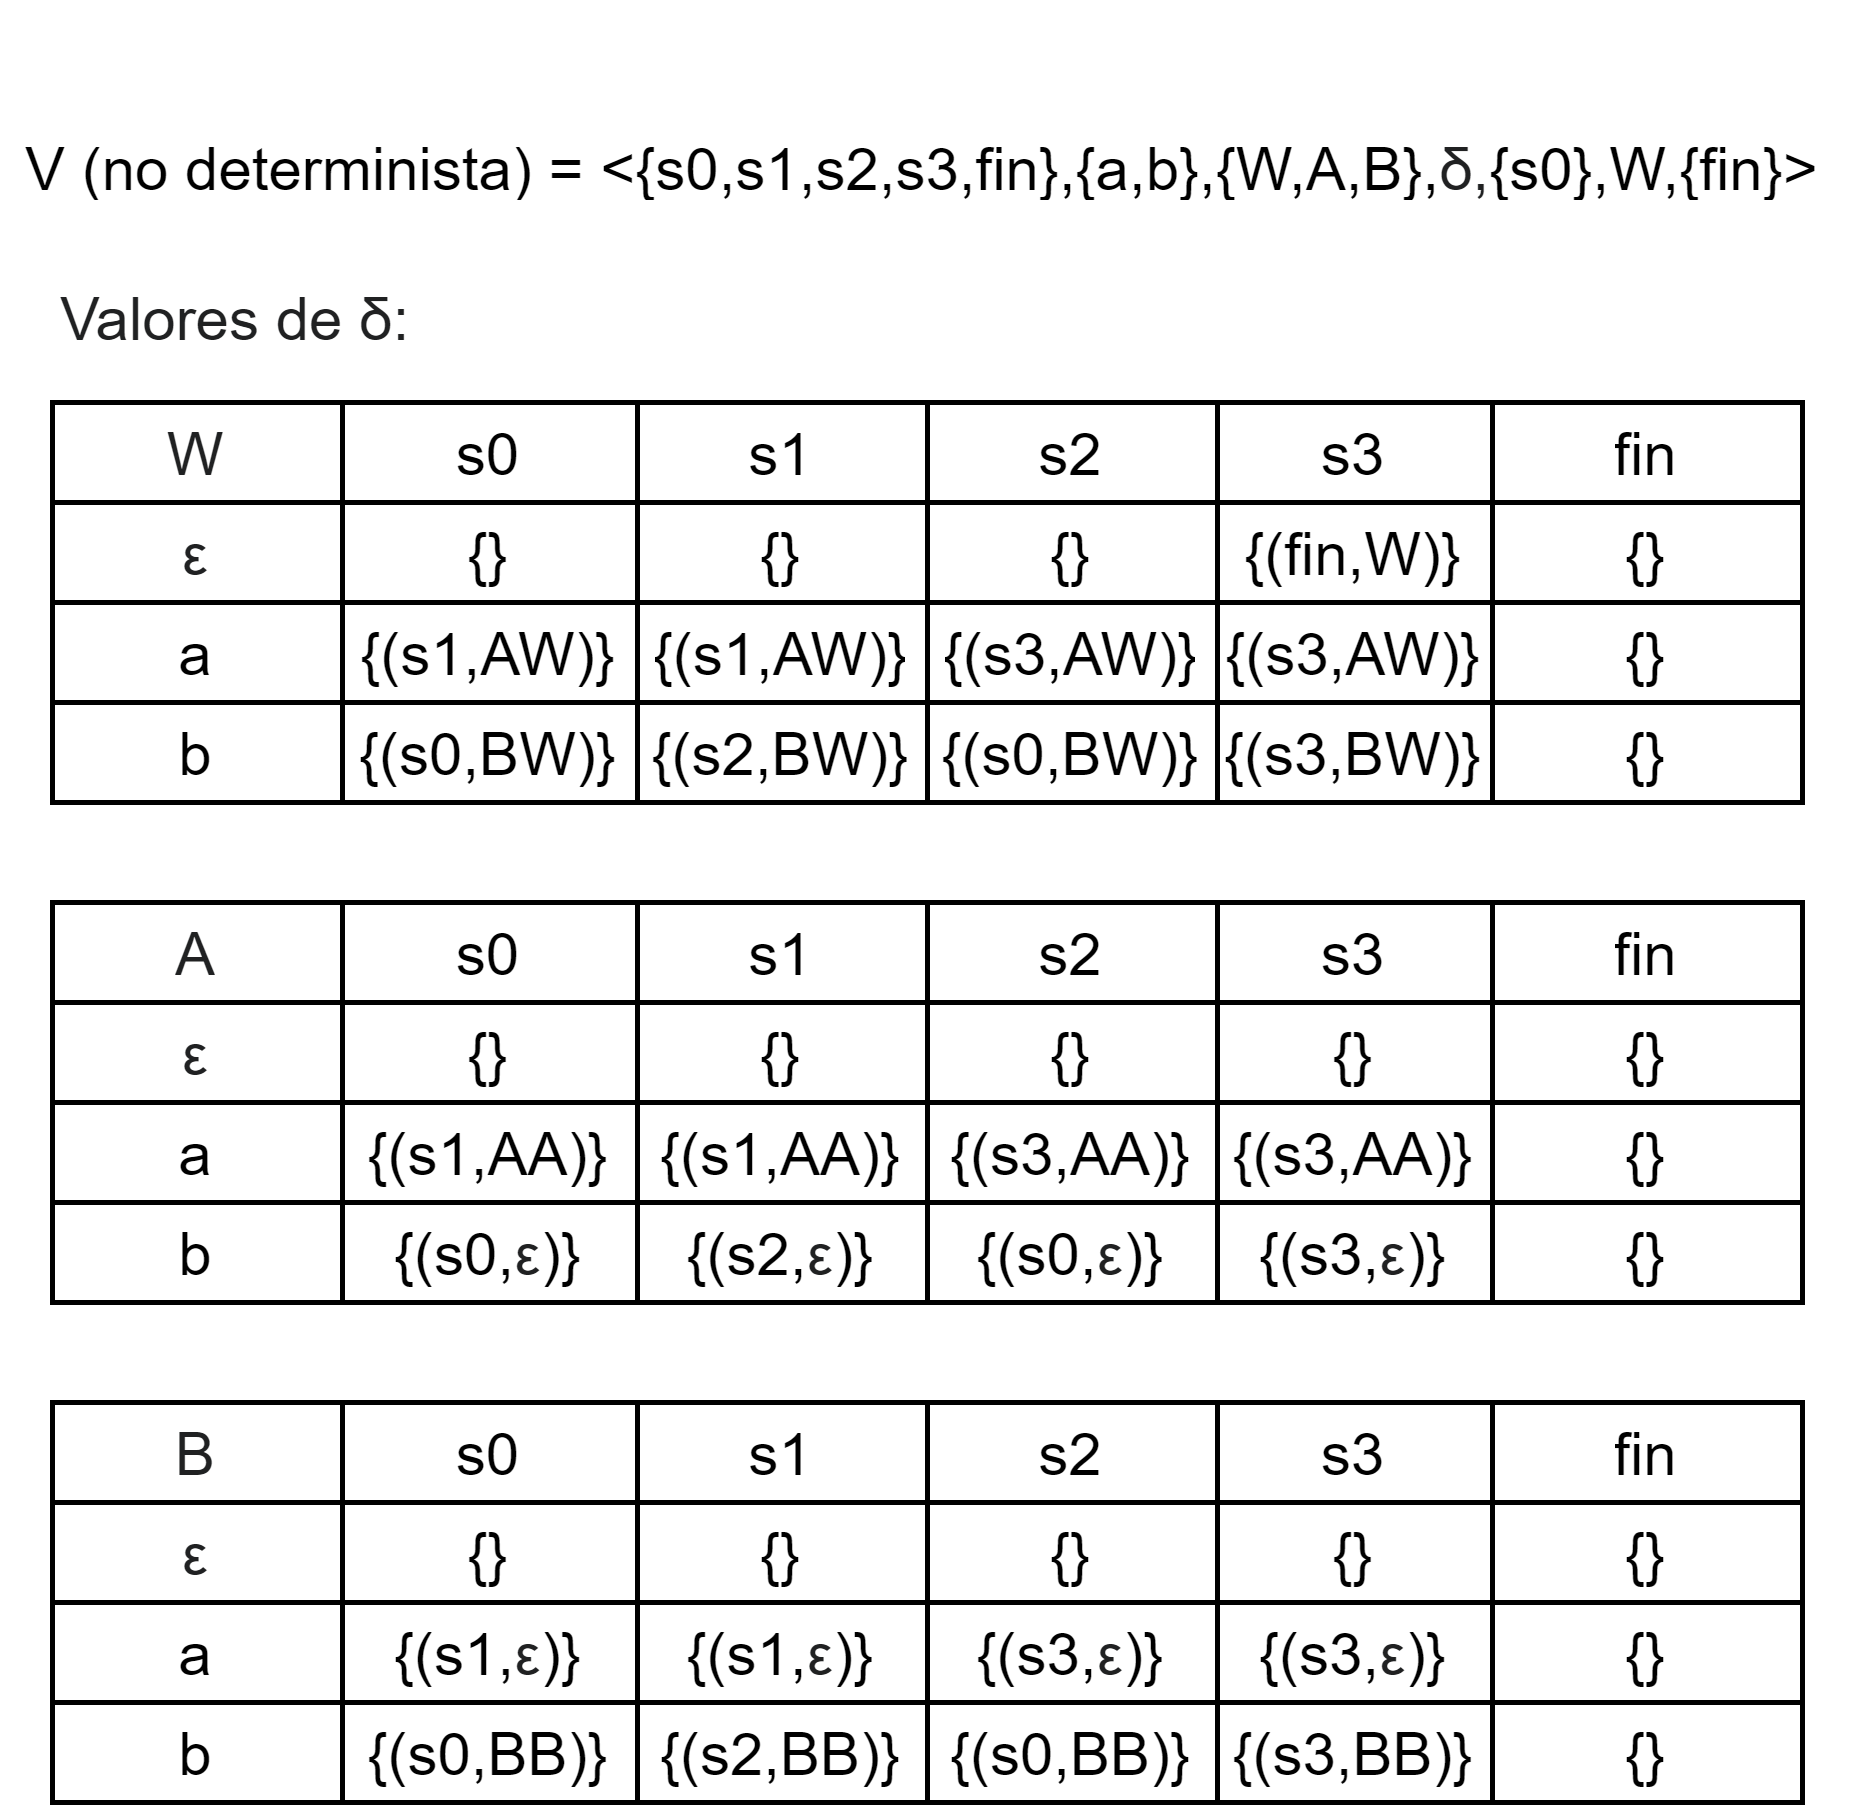 V (no determinista) = <{s0,s1,s2,s3,fin},{a,b},{W,A,B},δ,{s0},W,{fin}>
Valores de δ:
W s0 s1 s2 s3 fin
ε {} {} {} {(fin,W)} {}
a {(s1,AW)} {(s1,AW)} {(s3,AW)} {(s3,AW)} {}
b {(s0,BW)} {(s2,BW)} {(s0,BW)} {(s3,BW)} {}
A s0 s1 s2 s3 fin
ε {} {} {} {} {}
a {(s1,AA)} {(s1,AA)} {(s3,AA)} {(s3,AA)} {}
b {(s0,ε)} {(s2,ε)} {(s0,ε)} {(s3,ε)} {}
B s0 s1 s2 s3 fin
ε {} {} {} {} {}
a {(s1,ε)} {(s1,ε)} {(s3,ε)} {(s3,ε)} {}
b {(s0,BB)} {(s2,BB)} {(s0,BB)} {(s3,BB)} {}